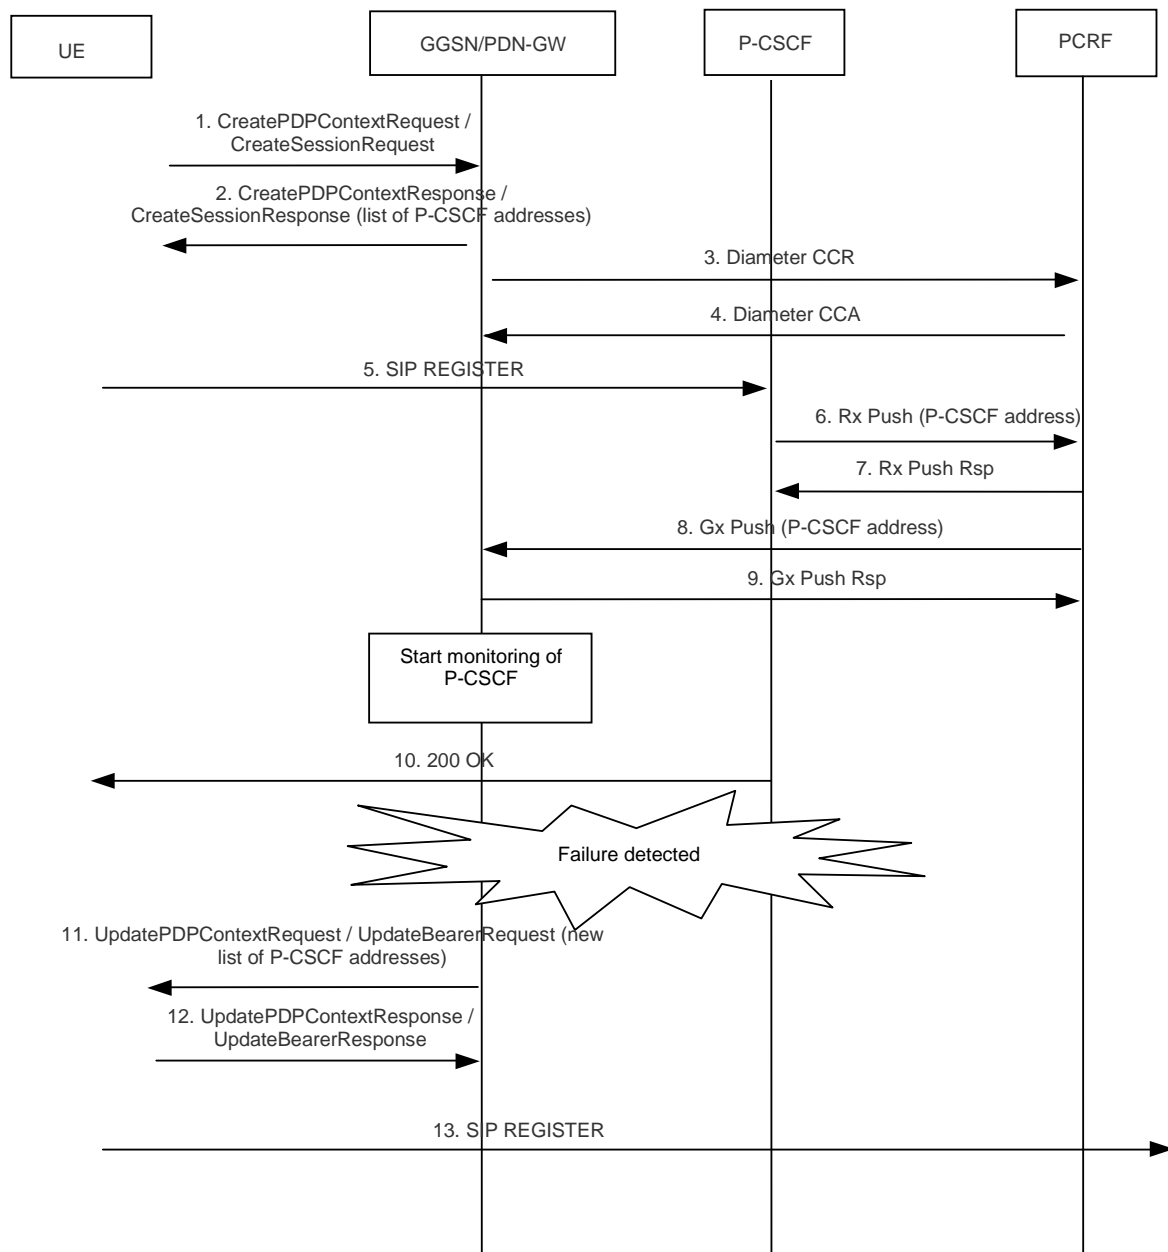 UE
GGSN/PDN-GW
P-CSCF
PCRF
1. CreatePDPContextRequest /
CreateSessionRequest
2. CreatePDPContextResponse /
CreateSessionResponse (list of P-CSCF addresses)
3. Diameter CCR
4. Diameter CCA
5. SIP REGISTER
6. Rx Push (P-CSCF address)
7. Rx Push Rsp
8. Gx Push (P-CSCF address)
9. Gx Push Rsp
Start monitoring of
P-CSCF
10. 200 OK
Failure detected
11. UpdatePDPContextRequest / UpdateBearerRequest (new
list of P-CSCF addresses)
12. UpdatePDPContextResponse /
UpdateBearerResponse
13. SIP REGISTER